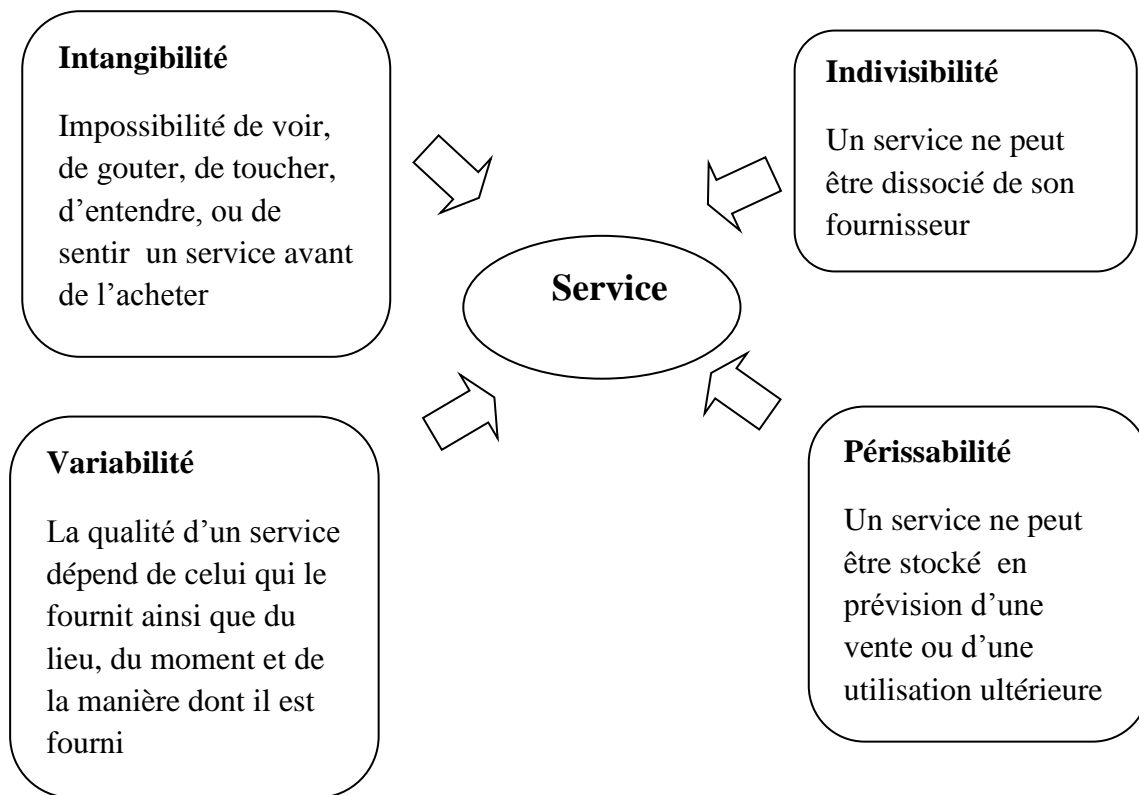 Intangibilité
Impossibilité de voir,
de gouter, de toucher,
d’entendre, ou de
sentir  un service avant
de l’acheter
Indivisibilité
Un service ne peut
être dissocié de son
fournisseur
Service
Variabilité
La qualité d’un service
dépend de celui qui le
fournit ainsi que du
lieu, du moment et de
la manière dont il est
fourni
Périssabilité
Un service ne peut
être stocké  en
prévision d’une
vente ou d’une
utilisation ultérieure